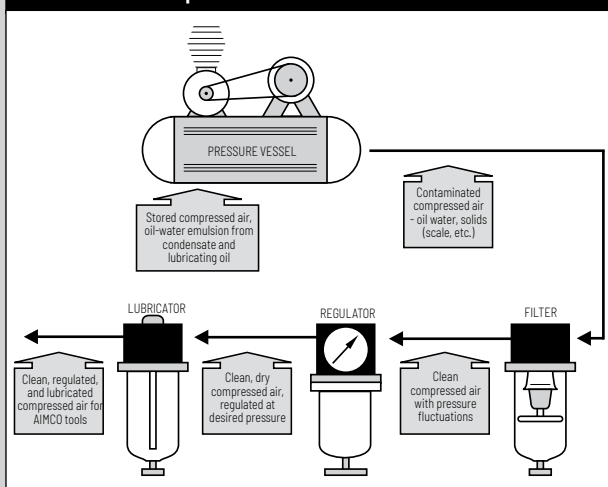 PRESSURE VESSEL
Stored compressed air,
oil-water emulsion from
condensate and
lubricating oil
Contaminated
compressed air
- oil water, solids
(scale, etc.)
LUBRICATOR
REGULATOR
FILTER
Clean, regulated,
and lubricated
compressed air for
AIMCO tools
Clean, dry
compressed air,
regulated at
desired pressure
Clean
compressed air
with pressure
fluctuations